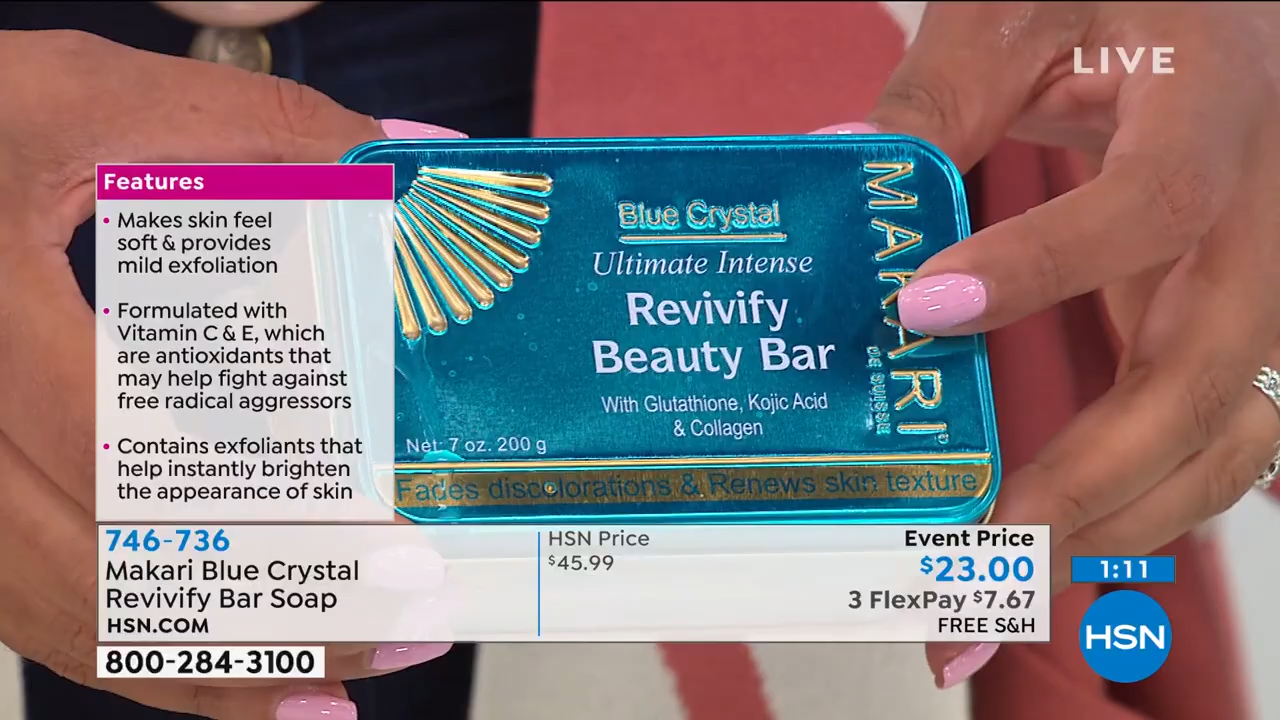 LIVE
Features
• Makes skin feel
soft & provides
mild exfoliation
• Formulated with
Vitamin C & E, which
are antioxidants that
may help fight against
free radical aggressors
• Contains exfoliants that
help instantly brighten
the appearance of skin
Blue Crystal
Ultimate Intense
Revivify
Beauty Bar
With Glutathione, Kojic Acid
& Collagen
Net: 7 oz. 200 g
Fades discolorations & Renews skin texture
MAKARI
DE SUISSE
746-736
Makari Blue Crystal
Revivify Bar Soap
HSN.COM
HSN Price
$45.99
Event Price
$23.00
3 FlexPay $7.67
FREE S&H
800-284-3100
1:11
HSN